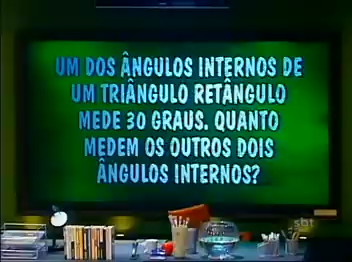 UM DOS ÂNGULOS INTERNOS DE
UM TRIÂNGULO RETÂNGULO
MEDE 30 GRAUS. QUANTO
MEDEM OS OUTROS DOIS
ÂNGULOS INTERNOS?
sbt